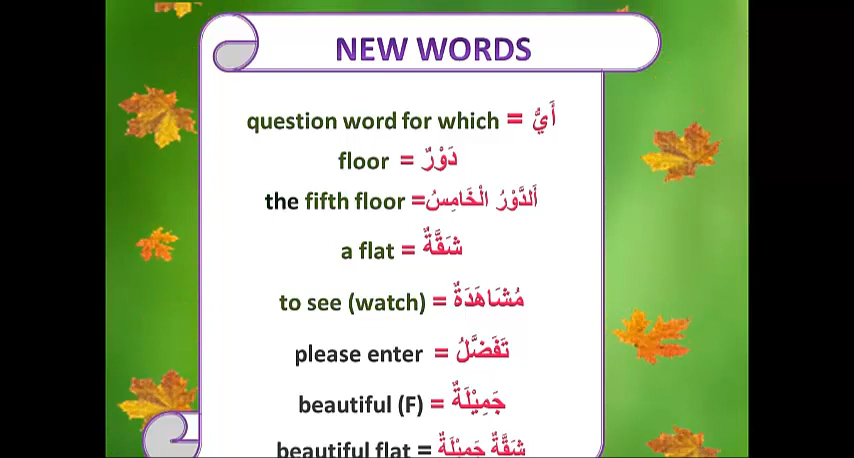 NEW WORDS
question word for which = أَيُّ
floor = دَوْرٌ
the fifth floor =اَلدَّوْرُ الْخَامِسُ
a flat = شَقَّةٌ
to see (watch) = مُشَاهَدَةٌ
please enter = تَفَضَّلُ
beautiful (F) = جَمِيْلَةٌ
beautiful flat = شَقَّةٌ جَمِيْلَةٌ